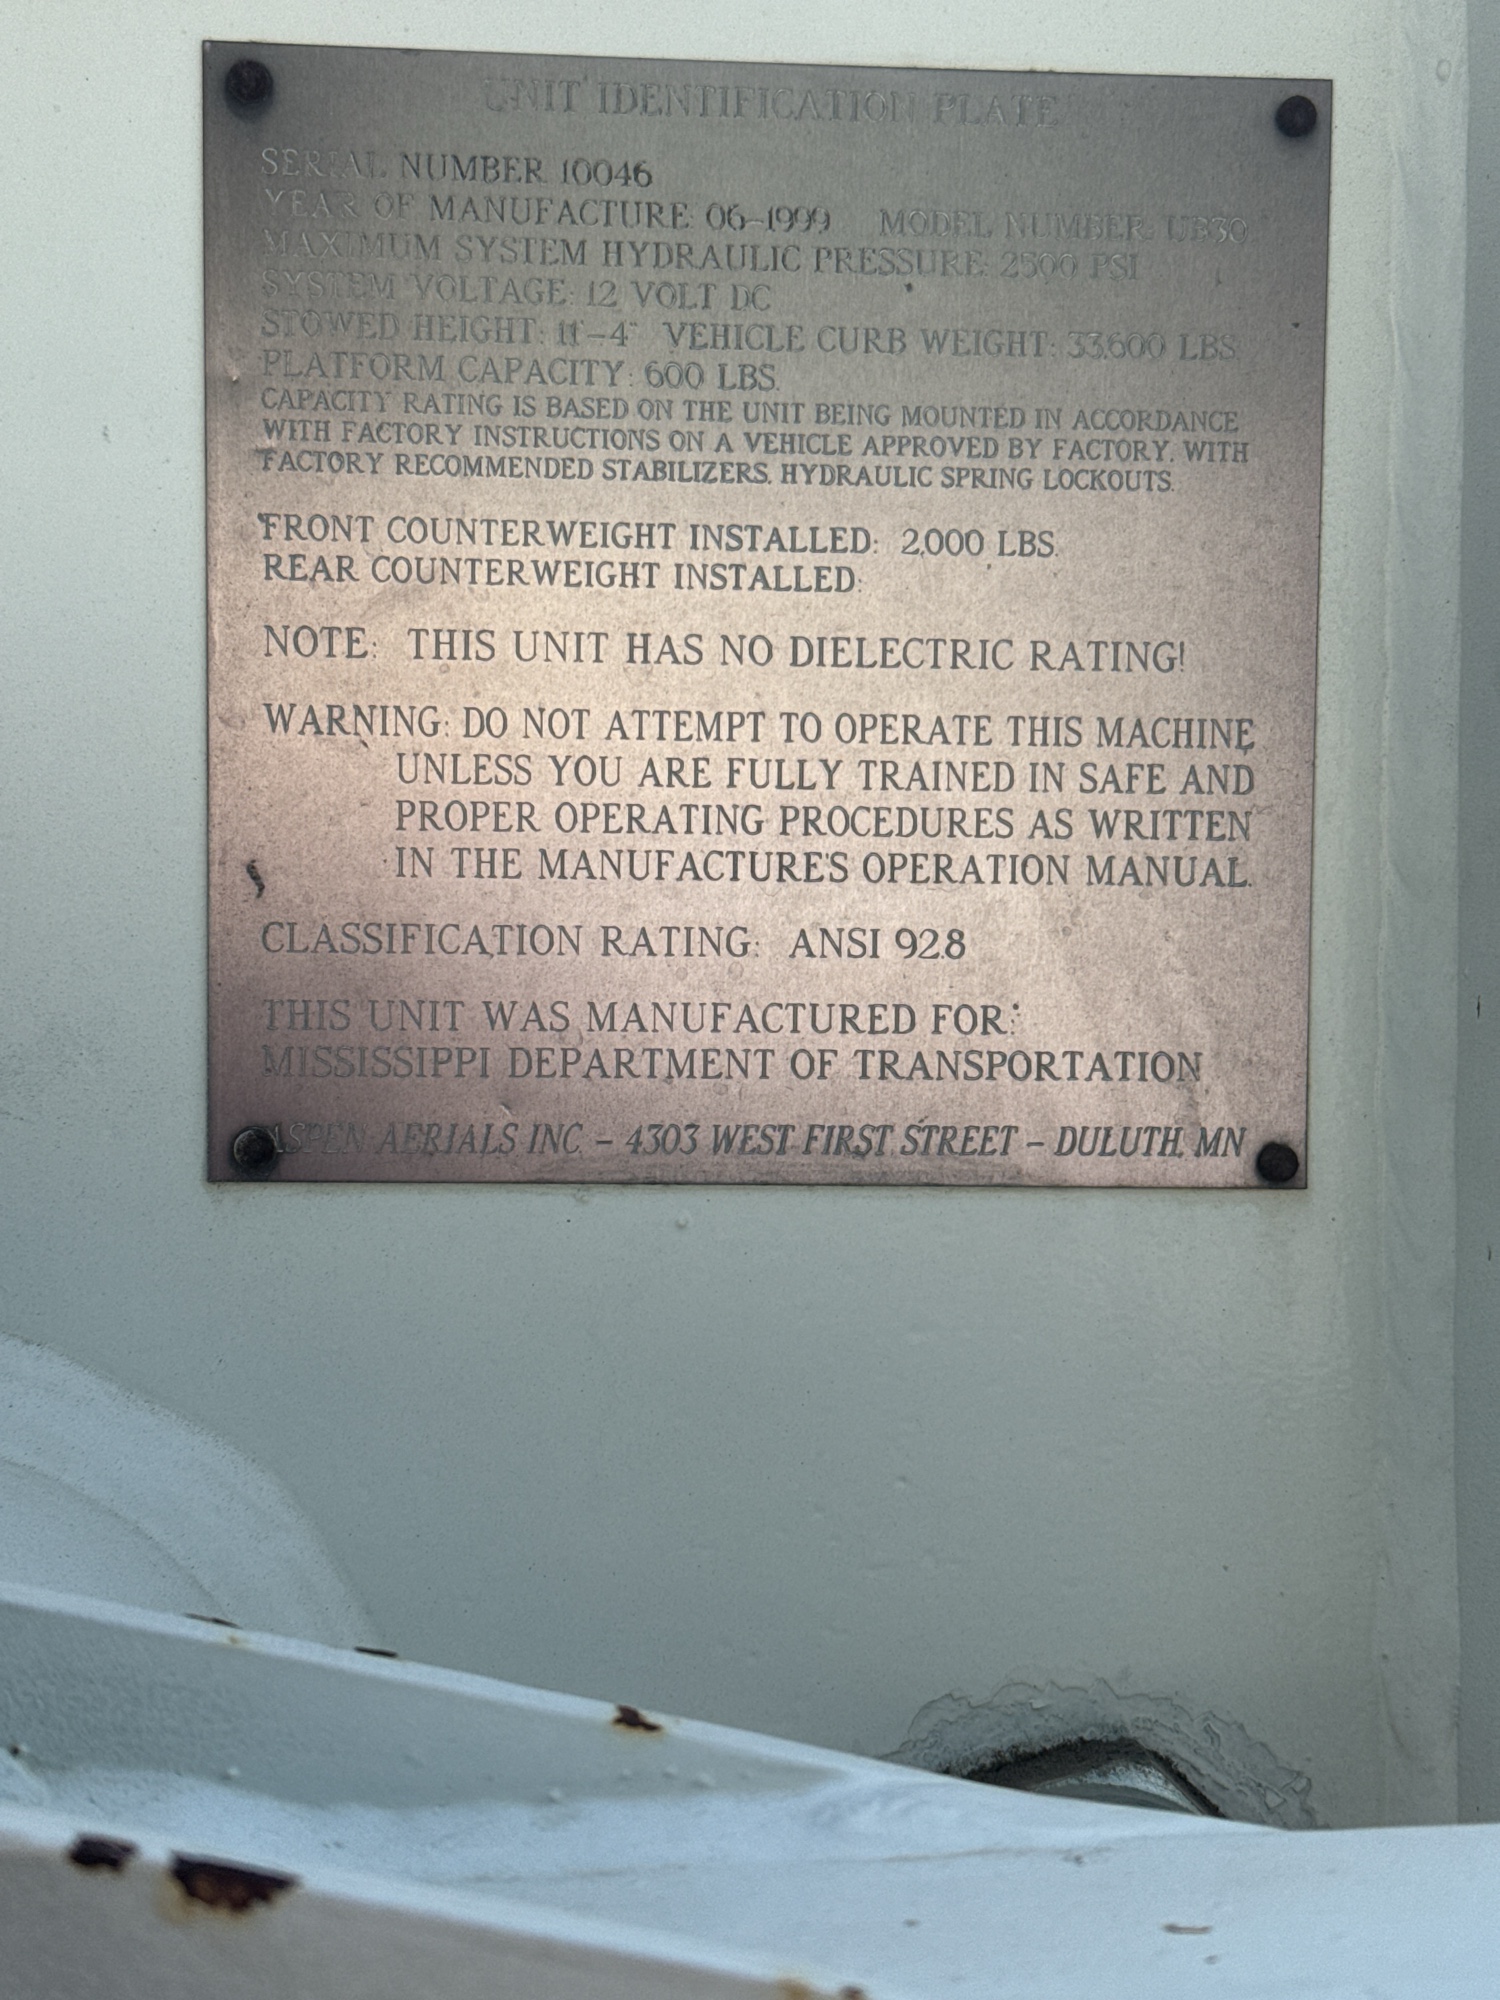 UNIT IDENTIFICATION PLATE
SERIAL NUMBER 10046
YEAR OF MANUFACTURE: 06-1999 MODEL NUMBER: UB30
MAXIMUM SYSTEM HYDRAULIC PRESSURE: 2500 PSI
SYSTEM VOLTAGE: 12 VOLT DC
STOWED HEIGHT: 11'-4" VEHICLE CURB WEIGHT: 33,600 LBS
PLATFORM CAPACITY: 600 LBS.
CAPACITY RATING IS BASED ON THE UNIT BEING MOUNTED IN ACCORDANCE
WITH FACTORY INSTRUCTIONS ON A VEHICLE APPROVED BY FACTORY, WITH
FACTORY RECOMMENDED STABILIZERS, HYDRAULIC SPRING LOCKOUTS.
FRONT COUNTERWEIGHT INSTALLED: 2,000 LBS.
REAR COUNTERWEIGHT INSTALLED:
NOTE: THIS UNIT HAS NO DIELECTRIC RATING!
WARNING: DO NOT ATTEMPT TO OPERATE THIS MACHINE
UNLESS YOU ARE FULLY TRAINED IN SAFE AND
PROPER OPERATING PROCEDURES AS WRITTEN
IN THE MANUFACTURE'S OPERATION MANUAL.
CLASSIFICATION RATING: ANSI 92.8
THIS UNIT WAS MANUFACTURED FOR:
MISSISSIPPI DEPARTMENT OF TRANSPORTATION
ASPEN AERIALS INC. - 4303 WEST FIRST STREET - DULUTH, MN